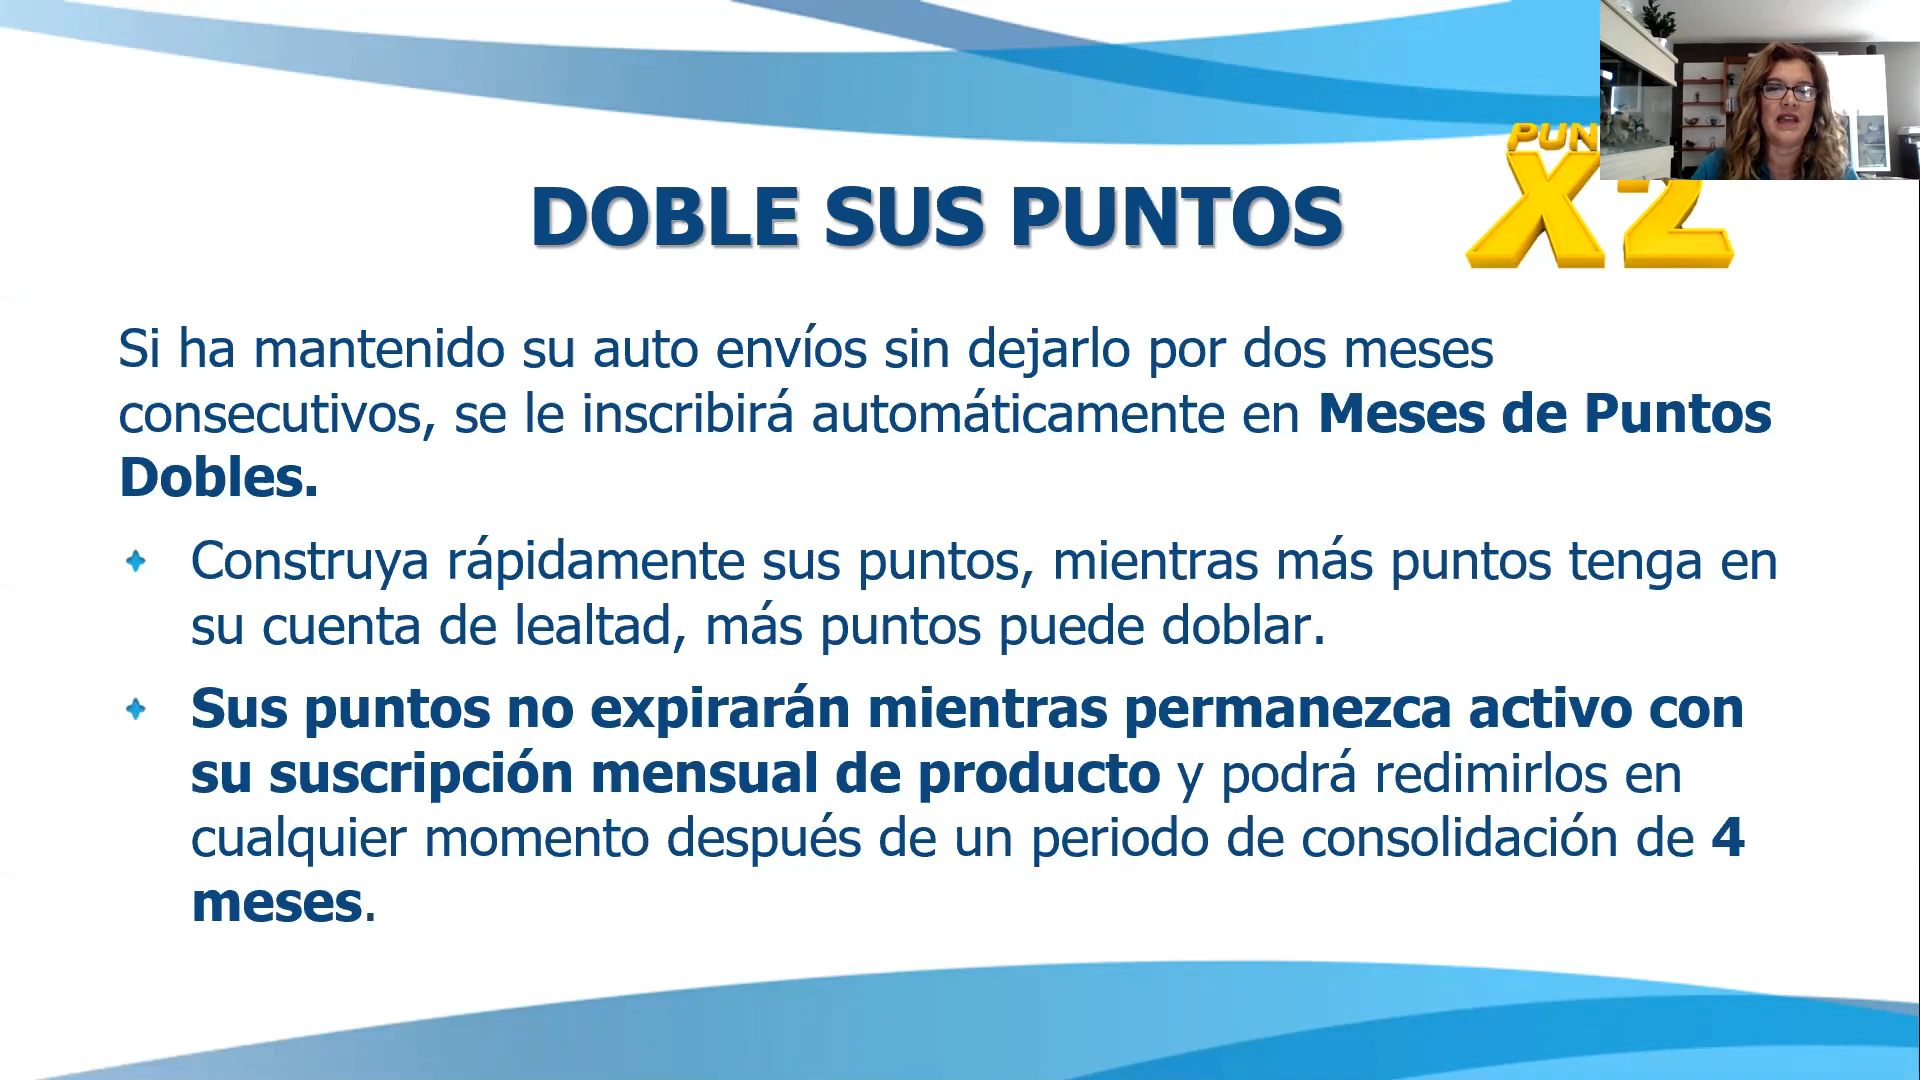 PUN
X2
DOBLE SUS PUNTOS
Si ha mantenido su auto envíos sin dejarlo por dos meses
consecutivos, se le inscribirá automáticamente en Meses de Puntos
Dobles.
Construya rápidamente sus puntos, mientras más puntos tenga en
su cuenta de lealtad, más puntos puede doblar.
Sus puntos no expirarán mientras permanezca activo con
su suscripción mensual de producto y podrá redimirlos en
cualquier momento después de un periodo de consolidación de 4
meses.